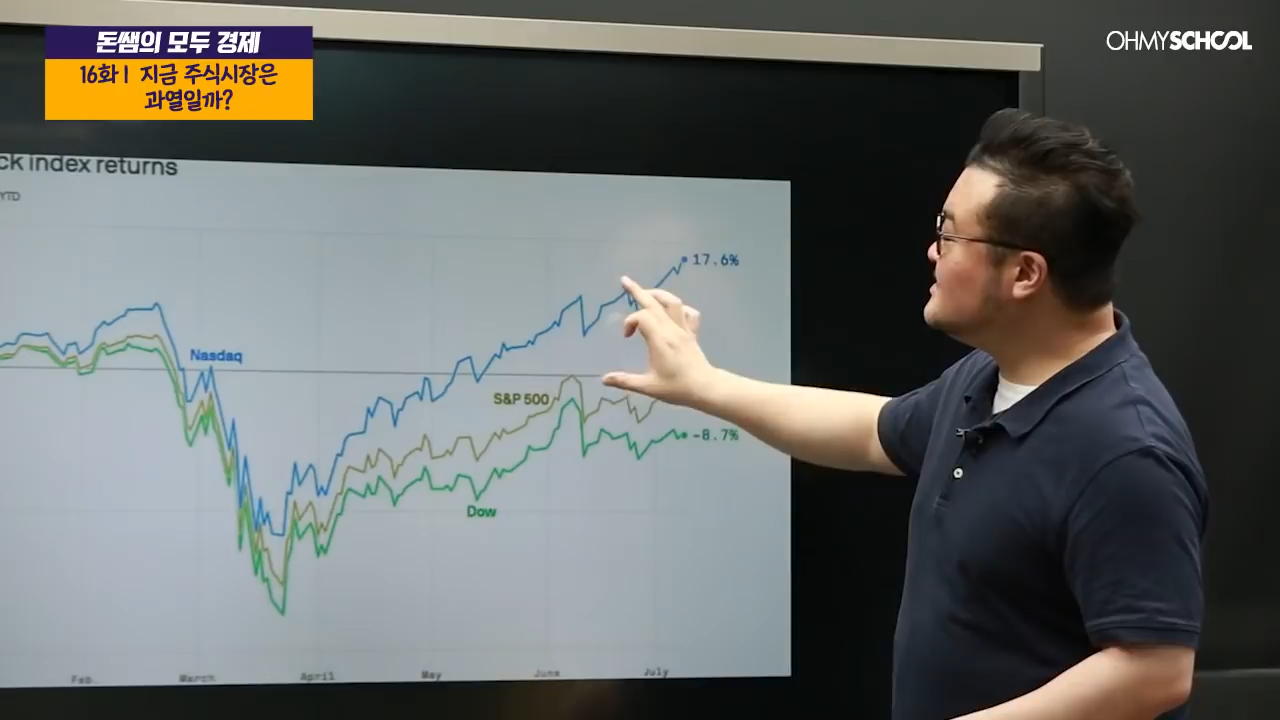 돈쌤의 모두 경제
16화 I 지금 주식시장은
과열일까?
OHMYSCHOOL
ck index returns
YTD
17.6%
Nasdaq
S&P 500
-8.7%
Dow
Feb.
March
April
May
June
July